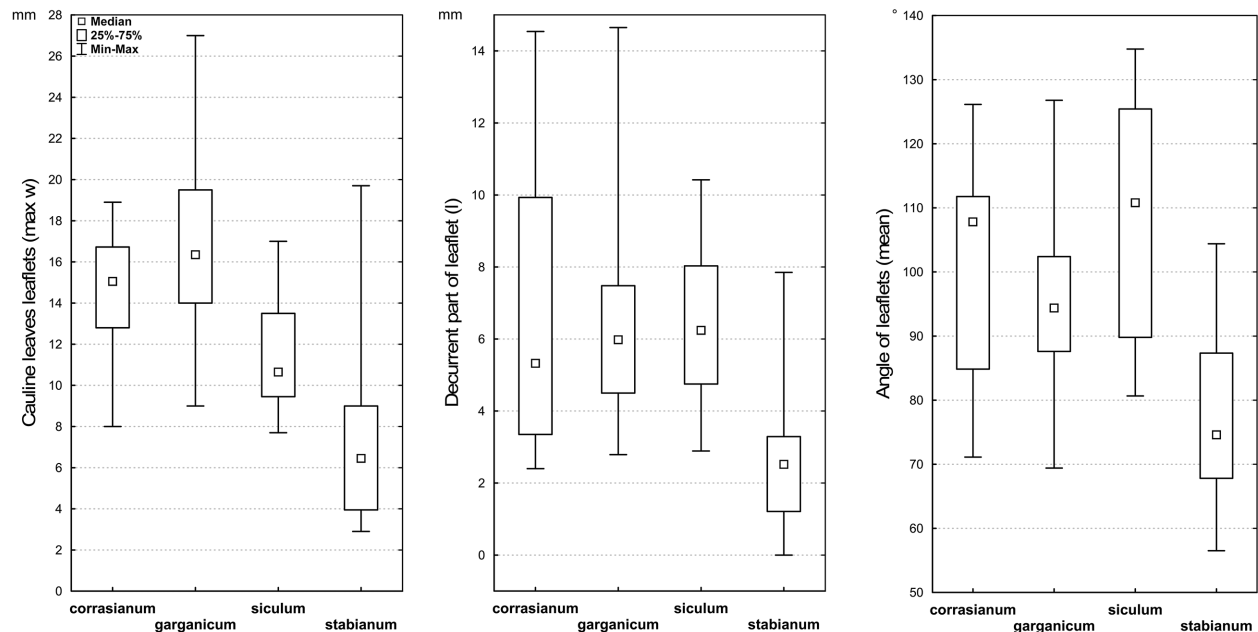 mm
Median
25%-75%
Min-Max
Cauline leaves leaflets (max w)
28
26
24
22
20
18
16
14
12
10
8
6
4
2
0
corrasianum
garganicum
siculum
stabianum
mm
Decurrent part of leaflet (l)
14
12
10
8
6
4
2
0
corrasianum
garganicum
siculum
stabianum
°
Angle of leaflets (mean)
140
130
120
110
100
90
80
70
60
50
corrasianum
garganicum
siculum
stabianum